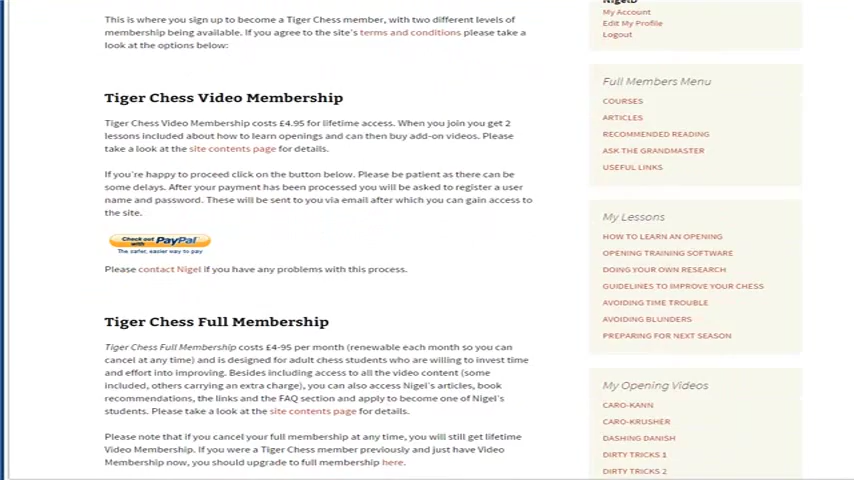 This is where you sign up to become a Tiger Chess member, with two different levels of
membership being available. If you agree to the site's terms and conditions please take a
look at the options below:
Tiger Chess Video Membership
Tiger Chess Video Membership costs £4.95 for lifetime access. When you join you get 2
lessons included about how to learn openings and can then buy add-on videos. Please
take a look at the site contents page for details.
If you're happy to proceed click on the button below. Please be patient as there can be
some delays. After your payment has been processed you will be asked to register a user
name and password. These will be sent to you via email after which you can gain access to
the site.
Check out with PayPal
The safer, easier way to pay
Please contact Nigel if you have any problems with this process.
Tiger Chess Full Membership
Tiger Chess Full Membership costs £4-95 per month (renewable each month so you can
cancel at any time) and is designed for adult chess students who are willing to invest time
and effort into improving. Besides including access to all the video content (some
included, others carrying an extra charge), you can also access Nigel's articles, book
recommendations, the links and the FAQ section and apply to become one of Nigel's
students. Please take a look at the site contents page for details.
Please note that if you cancel your full membership at any time, you will still get lifetime
Video Membership. If you were a Tiger Chess member previously and just have Video
Membership now, you should upgrade to full membership here.
NigelD
My Account
Edit My Profile
Logout
Full Members Menu
COURSES
ARTICLES
RECOMMENDED READING
ASK THE GRANDMASTER
USEFUL LINKS
My Lessons
HOW TO LEARN AN OPENING
OPENING TRAINING SOFTWARE
DOING YOUR OWN RESEARCH
GUIDELINES TO IMPROVE YOUR CHESS
AVOIDING TIME TROUBLE
AVOIDING BLUNDERS
PREPARING FOR NEXT SEASON
My Opening Videos
CARO-KANN
CARO-KRUSHER
DASHING DANISH
DIRTY TRICKS 1
DIRTY TRICKS 2